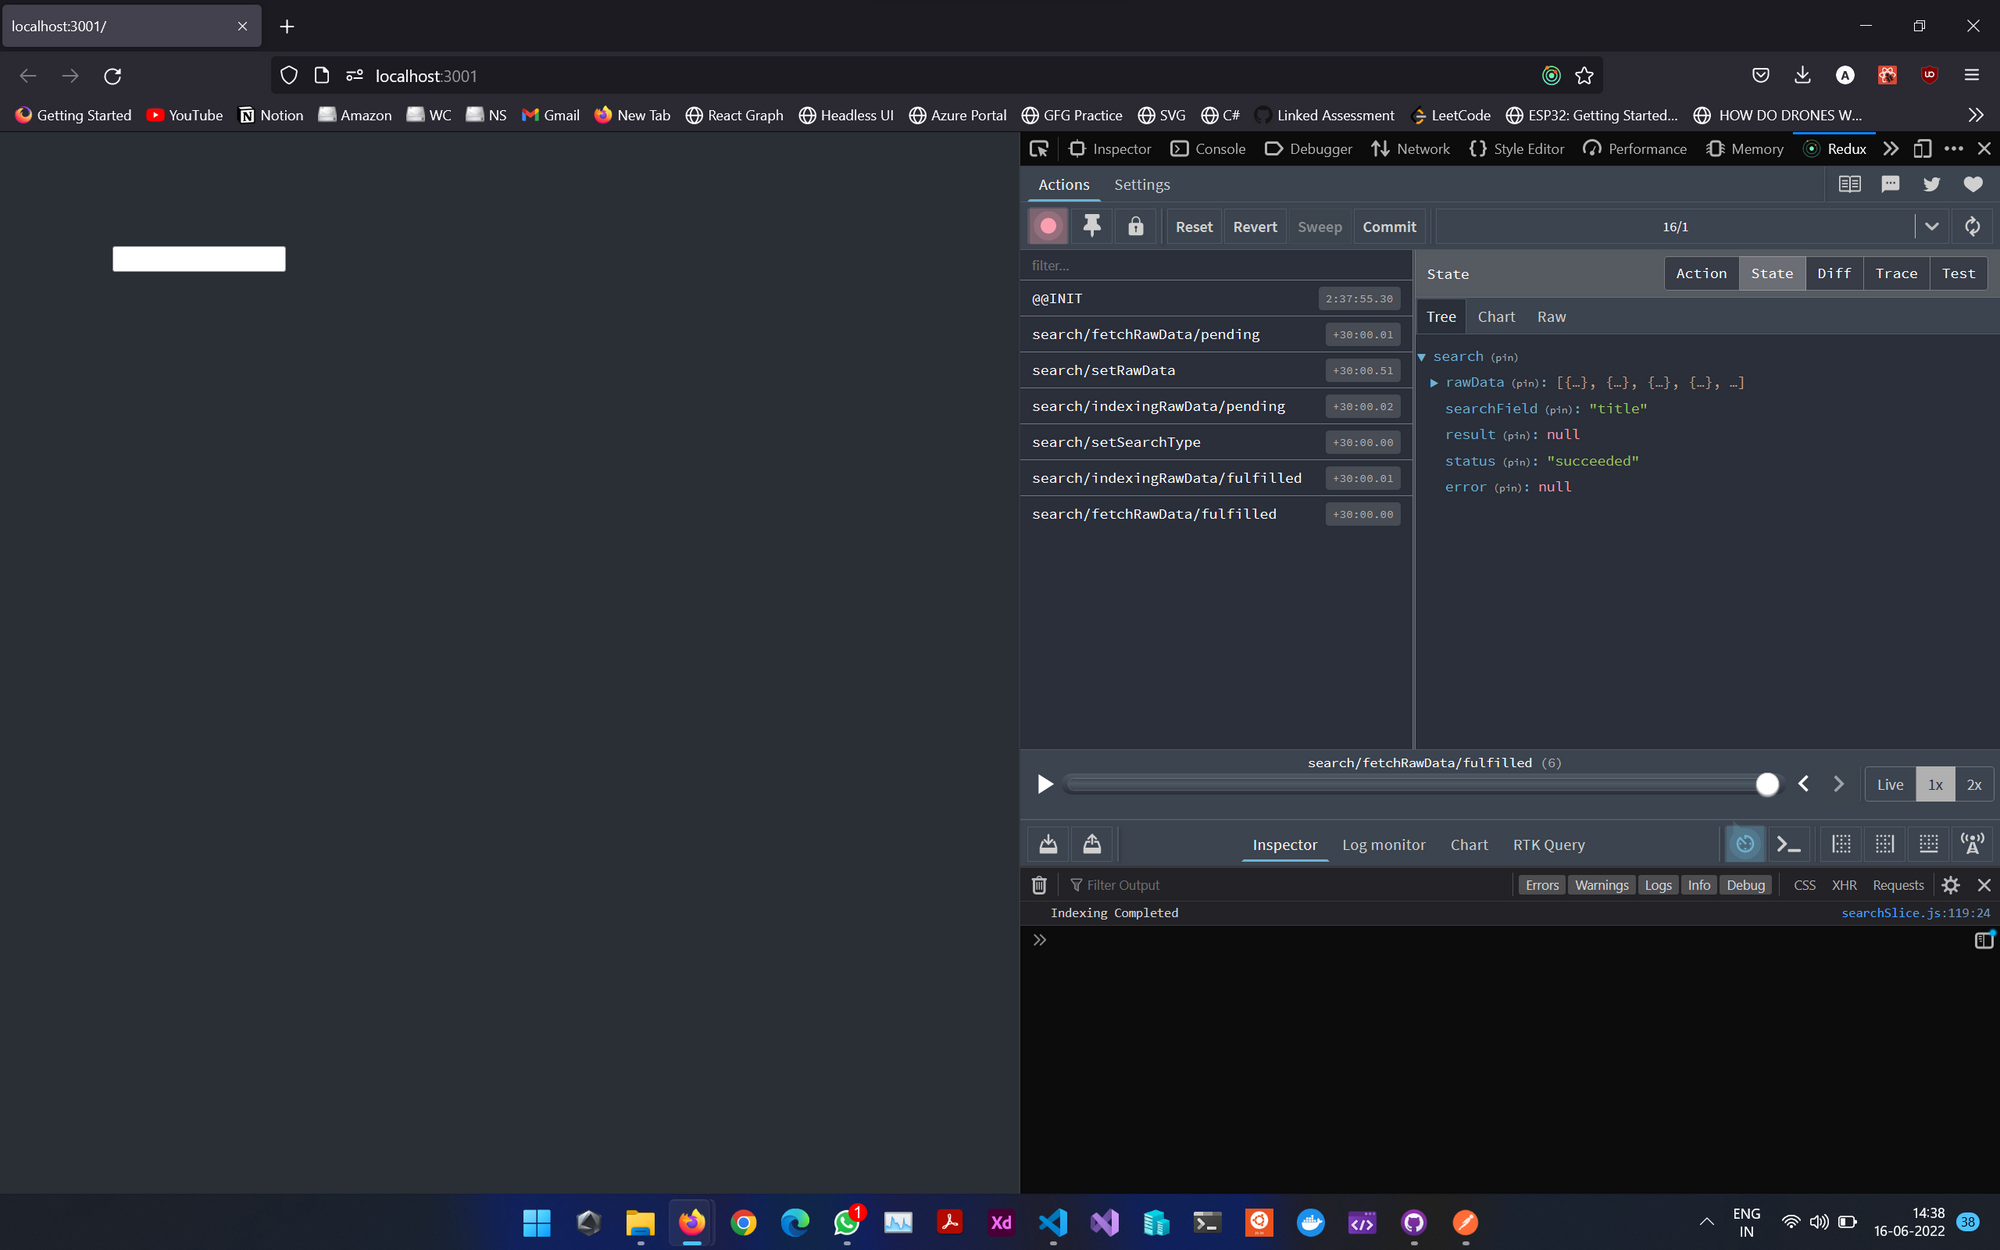 localhost:3001/
localhost:3001
Getting Started YouTube Notion Amazon WC NS Gmail New Tab React Graph Headless UI Azure Portal GFG Practice SVG C# Linked Assessment LeetCode ESP32: Getting Started... HOW DO DRONES W...
Inspector Console Debugger Network Style Editor Performance Memory Redux
Actions Settings
Reset Revert Sweep Commit 16/1
filter...
State Action State Diff Trace Test
@@INIT 2:37:55.30
Tree Chart Raw
search/fetchRawData/pending +30:00.01
search (pin)
search/setRawData +30:00.51
rawData (pin): [{…}, {…}, {…}, {…}, …]
search/indexingRawData/pending +30:00.02
searchField (pin): "title"
search/setSearchType +30:00.00
result (pin): null
status (pin): "succeeded"
search/indexingRawData/fulfilled +30:00.01
error (pin): null
search/fetchRawData/fulfilled +30:00.00
search/fetchRawData/fulfilled (6)
Live 1x 2x
Inspector Log monitor Chart RTK Query
Filter Output Errors Warnings Logs Info Debug CSS XHR Requests
Indexing Completed searchSlice.js:119:24
ENG 14:38
IN 16-06-2022 38
Xd
1